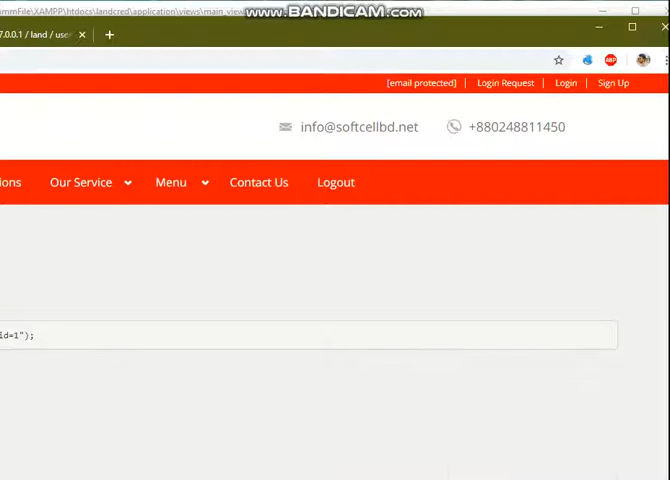 mmFile\XAMPP\htdocs\landcred\application\views\main_view
www.BANDICAM.com
7.0.0.1 / land / use
ABP
[email protected] | Login Request | Login | Sign Up
info@softcellbd.net
+880248811450
ions
Our Service
Menu
Contact Us
Logout
id=1");